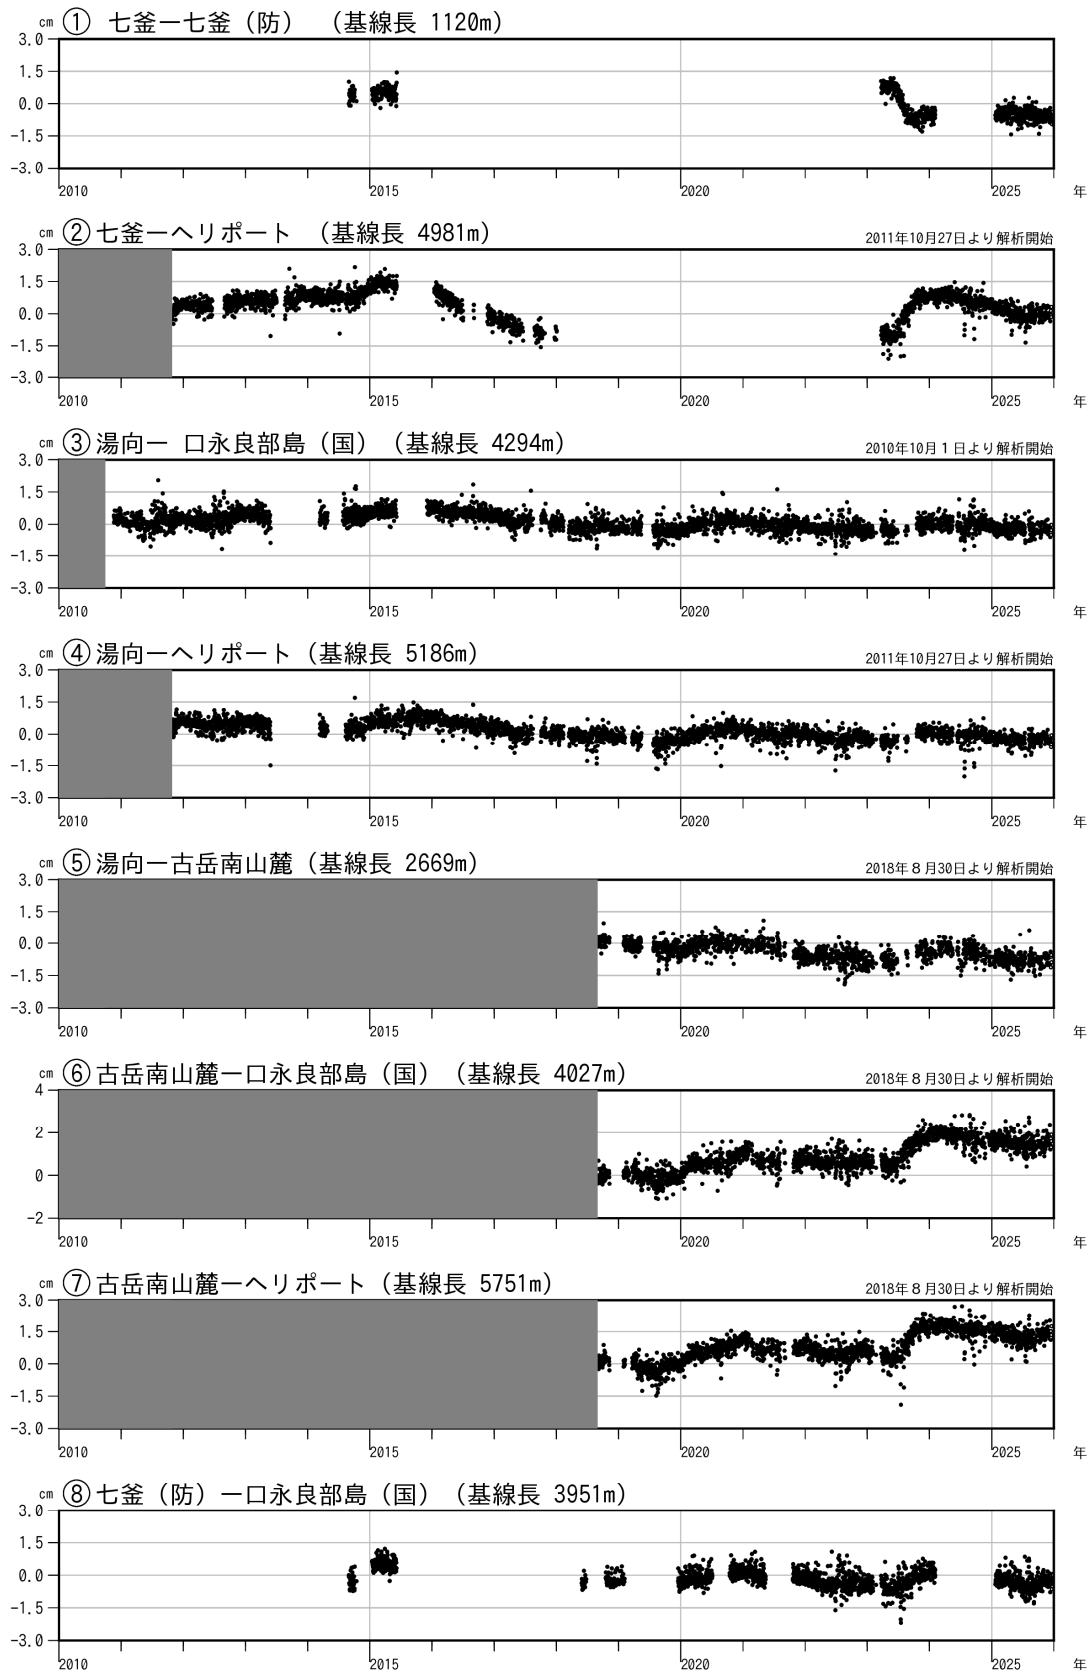 cm ① 七釜ー七釜（防） （基線長 1120m）
3.0
1.5
0.0
-1.5
-3.0
2010 2015 2020 2025 年
cm ② 七釜ーヘリポート （基線長 4981m） 2011年10月27日より解析開始
3.0
1.5
0.0
-1.5
-3.0
2010 2015 2020 2025 年
cm ③ 湯向ー 口永良部島（国）（基線長 4294m） 2010年10月1日より解析開始
3.0
1.5
0.0
-1.5
-3.0
2010 2015 2020 2025 年
cm ④ 湯向ーヘリポート（基線長 5186m） 2011年10月27日より解析開始
3.0
1.5
0.0
-1.5
-3.0
2010 2015 2020 2025 年
cm ⑤ 湯向ー古岳南山麓（基線長 2669m） 2018年8月30日より解析開始
3.0
1.5
0.0
-1.5
-3.0
2010 2015 2020 2025 年
cm ⑥ 古岳南山麓ー口永良部島（国）（基線長 4027m） 2018年8月30日より解析開始
4
2
0
-2
2010 2015 2020 2025 年
cm ⑦ 古岳南山麓ーヘリポート（基線長 5751m） 2018年8月30日より解析開始
3.0
1.5
0.0
-1.5
-3.0
2010 2015 2020 2025 年
cm ⑧ 七釜（防）ー口永良部島（国）（基線長 3951m）
3.0
1.5
0.0
-1.5
-3.0
2010 2015 2020 2025 年